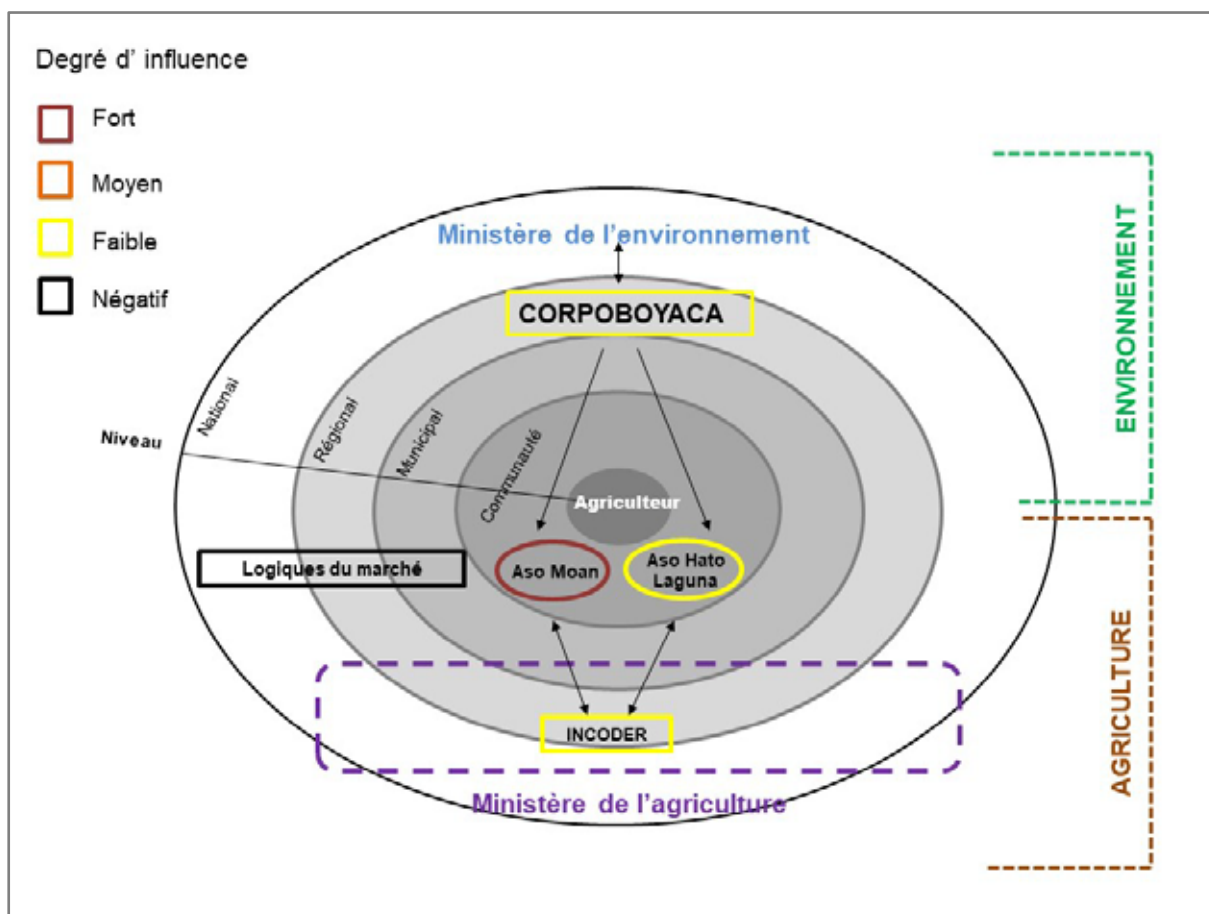 Degré d' influence
Fort
Moyen
Faible
Négatif
Ministère de l'environnement
CORPOBOYACA
National
Régional
Municipal
Communauté
Niveau
Agriculteur
Logiques du marché
Aso Moan
Aso Hato
Laguna
INCODER
Ministère de l'agriculture
ENVIRONNEMENT
AGRICULTURE